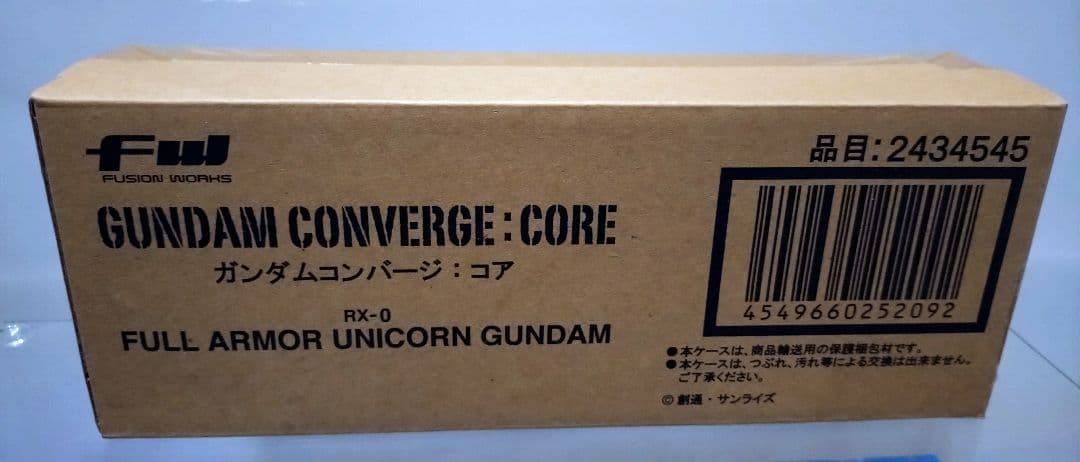 FW
FUSION WORKS
GUNDAM CONVERGE:CORE
ガンダムコンバージ:コア
RX-0
FULL ARMOR UNICORN GUNDAM
品目:2434545
4549660252092
●本ケースは、商品輸送用の保護梱包材です。
●本ケースは、つぶれ、汚れ等による交換は出来ません。
ご了承ください。
© 創通・サンライズ